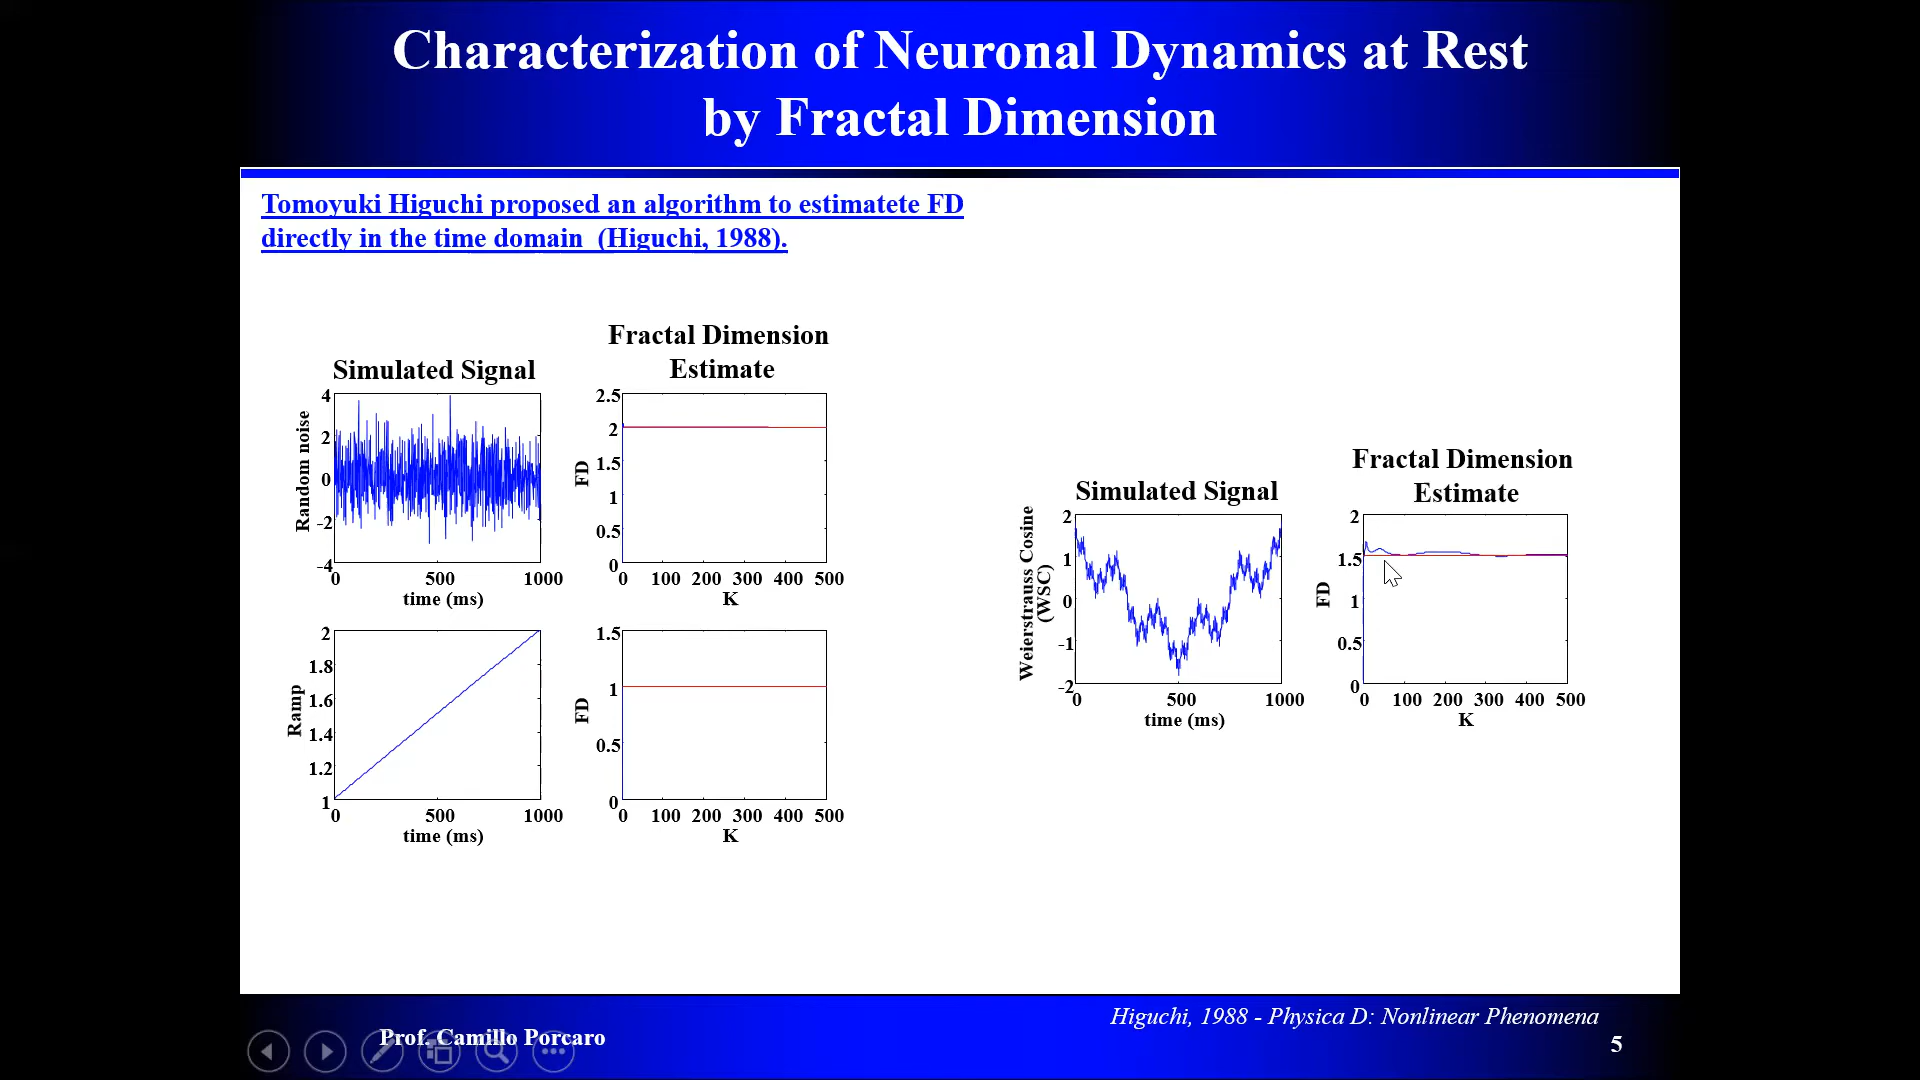 Characterization of Neuronal Dynamics at Rest
by Fractal Dimension
Tomoyuki Higuchi proposed an algorithm to estimatete FD
directly in the time domain (Higuchi, 1988).
Simulated Signal
Random noise
4
2
0
-2
-4
0 500 1000
time (ms)
Fractal Dimension
Estimate
FD
2.5
2
1.5
1
0.5
0
0 100 200 300 400 500
K
Ramp
2
1.8
1.6
1.4
1.2
1
0 500 1000
time (ms)
FD
1.5
1
0.5
0
0 100 200 300 400 500
K
Simulated Signal
Weierstrauss Cosine
(WSC)
2
1
0
-1
-2
0 500 1000
time (ms)
Fractal Dimension
Estimate
FD
2
1.5
1
0.5
0
0 100 200 300 400 500
K
Higuchi, 1988 - Physica D: Nonlinear Phenomena
Prof. Camillo Porcaro
5